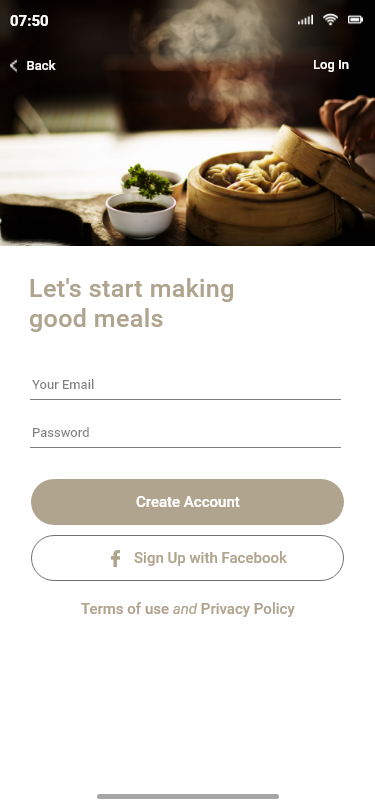 07:50
Back
Log In
Let's start making
good meals
Your Email
Password
Create Account
Sign Up with Facebook
Terms of use and Privacy Policy